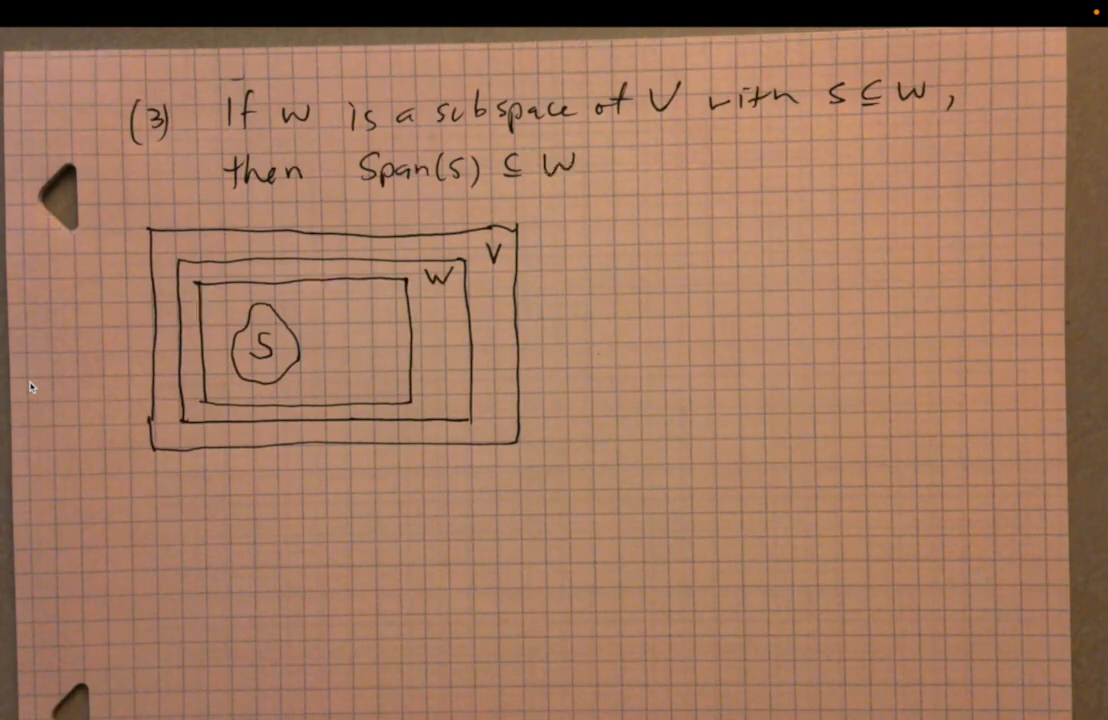 (3) If W is a subspace of V with S ⊆ W,
then Span(S) ⊆ W
V
W
S